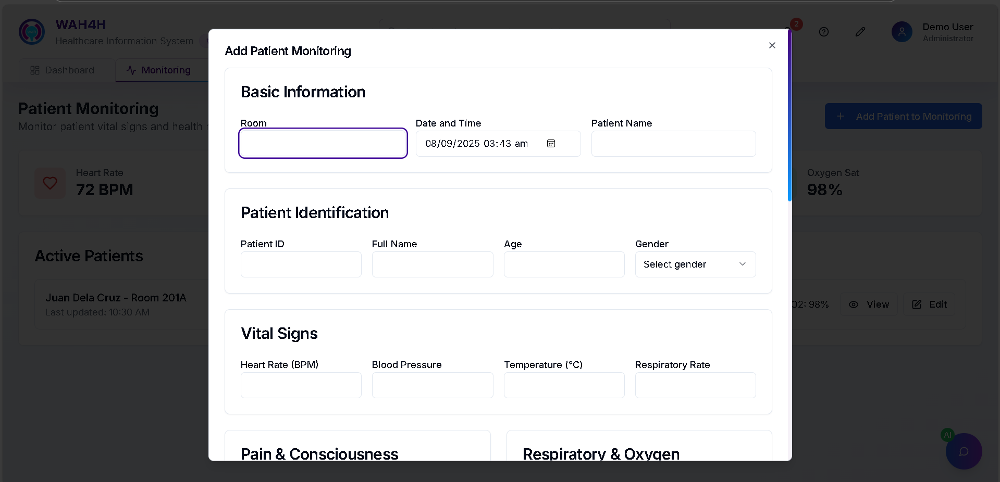 WAH4H
Healthcare Information System
2
Demo User
Administrator
Dashboard
Monitoring
Patient Monitoring
Monitor patient vital signs and health
Add Patient to Monitoring
Heart Rate
72 BPM
Oxygen Sat
98%
Active Patients
Juan Dela Cruz - Room 201A
Last updated: 10:30 AM
O2: 98%
View
Edit
AI
Add Patient Monitoring
Basic Information
Room
Date and Time
Patient Name
08/09/2025 03:43 am
Patient Identification
Patient ID
Full Name
Age
Gender
Select gender
Vital Signs
Heart Rate (BPM)
Blood Pressure
Temperature (°C)
Respiratory Rate
Pain & Consciousness
Respiratory & Oxygen